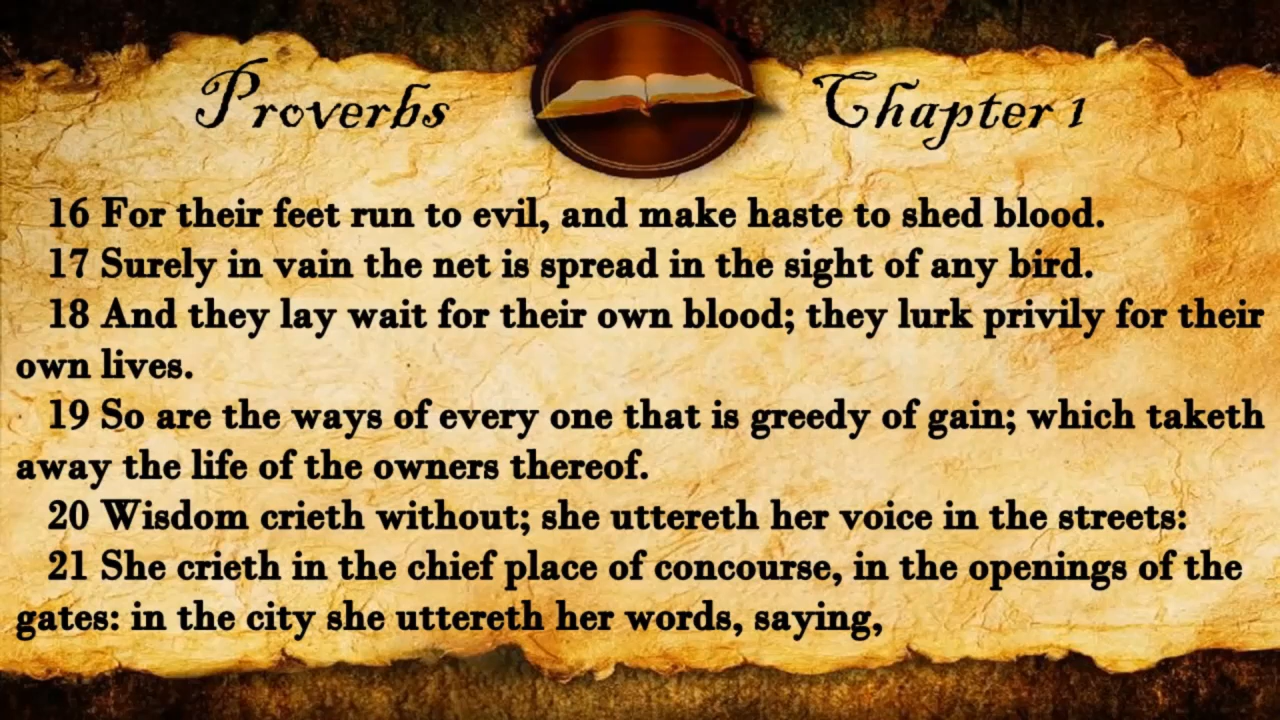 Proverbs Chapter 1
16 For their feet run to evil, and make haste to shed blood.
17 Surely in vain the net is spread in the sight of any bird.
18 And they lay wait for their own blood; they lurk privily for their
own lives.
19 So are the ways of every one that is greedy of gain; which taketh
away the life of the owners thereof.
20 Wisdom crieth without; she uttereth her voice in the streets:
21 She crieth in the chief place of concourse, in the openings of the
gates: in the city she uttereth her words, saying,